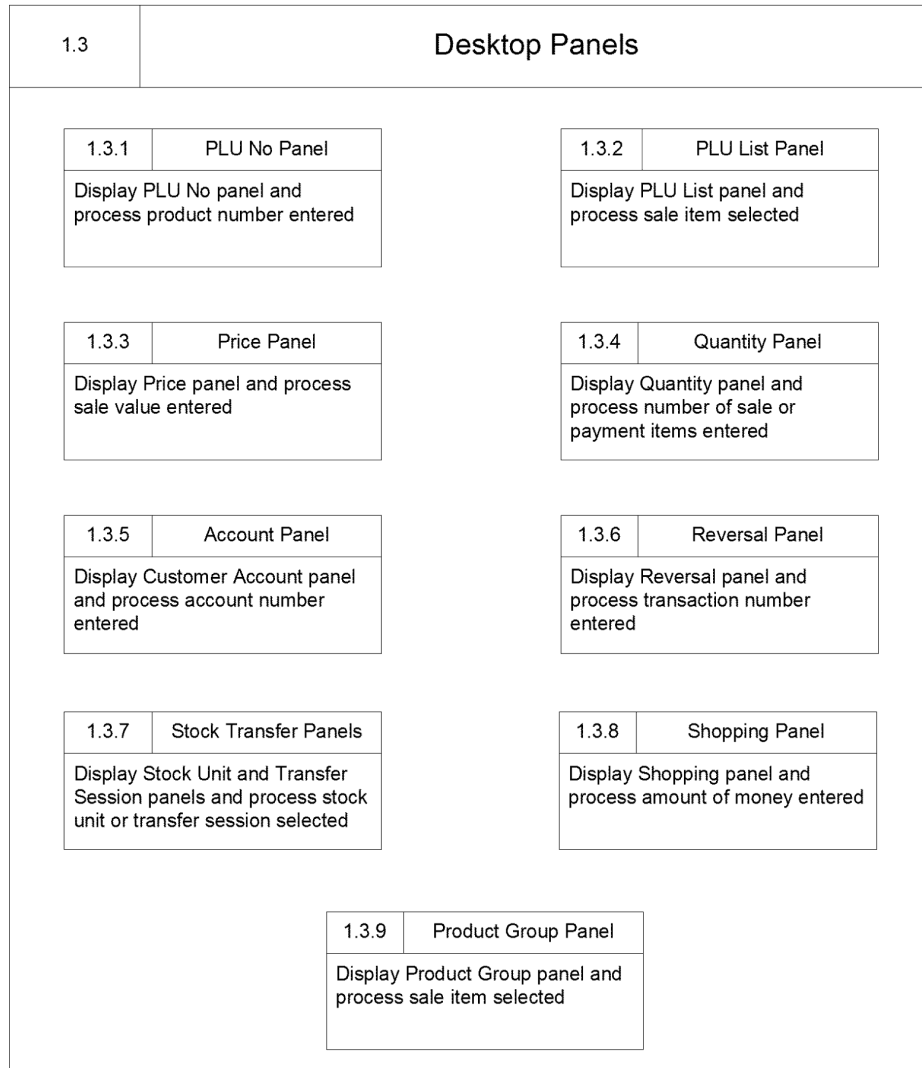 1.3 Desktop Panels
1.3.1 PLU No Panel
Display PLU No panel and
process product number entered
1.3.2 PLU List Panel
Display PLU List panel and
process sale item selected
1.3.3 Price Panel
Display Price panel and process
sale value entered
1.3.4 Quantity Panel
Display Quantity panel and
process number of sale or
payment items entered
1.3.5 Account Panel
Display Customer Account panel
and process account number
entered
1.3.6 Reversal Panel
Display Reversal panel and
process transaction number
entered
1.3.7 Stock Transfer Panels
Display Stock Unit and Transfer
Session panels and process stock
unit or transfer session selected
1.3.8 Shopping Panel
Display Shopping panel and
process amount of money entered
1.3.9 Product Group Panel
Display Product Group panel and
process sale item selected